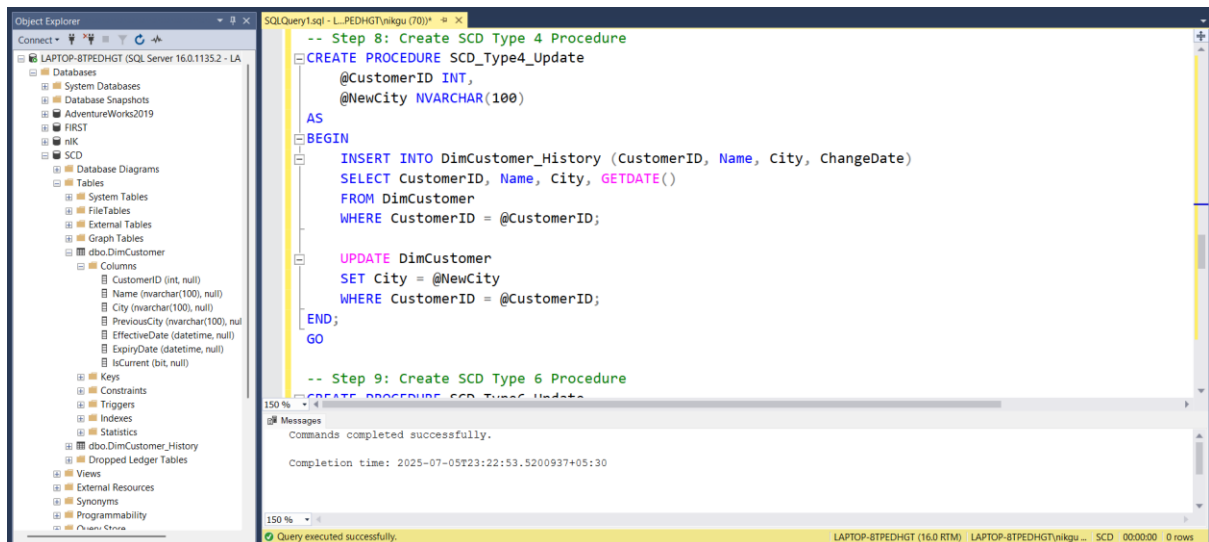 Object Explorer
Connect
LAPTOP-8TPEDHGT (SQL Server 16.0.1135.2 - LA
Databases
System Databases
Database Snapshots
AdventureWorks2019
FIRST
nIK
SCD
Database Diagrams
Tables
System Tables
FileTables
External Tables
Graph Tables
dbo.DimCustomer
Columns
CustomerID (int, null)
Name (nvarchar(100), null)
City (nvarchar(100), null)
PreviousCity (nvarchar(100), nul
EffectiveDate (datetime, null)
ExpiryDate (datetime, null)
IsCurrent (bit, null)
Keys
Constraints
Triggers
Indexes
Statistics
dbo.DimCustomer_History
Dropped Ledger Tables
Views
External Resources
Synonyms
Programmability
Query Store
SQLQuery1.sql - L...PEDHGT\nikgu (70))*
-- Step 8: Create SCD Type 4 Procedure
CREATE PROCEDURE SCD_Type4_Update
@CustomerID INT,
@NewCity NVARCHAR(100)
AS
BEGIN
INSERT INTO DimCustomer_History (CustomerID, Name, City, ChangeDate)
SELECT CustomerID, Name, City, GETDATE()
FROM DimCustomer
WHERE CustomerID = @CustomerID;
UPDATE DimCustomer
SET City = @NewCity
WHERE CustomerID = @CustomerID;
END;
GO
-- Step 9: Create SCD Type 6 Procedure
CREATE PROCEDURE SCD_Type6_Update
150 %
Messages
Commands completed successfully.
Completion time: 2025-07-05T23:22:53.5200937+05:30
150 %
Query executed successfully.
LAPTOP-8TPEDHGT (16.0 RTM) LAPTOP-8TPEDHGT\nikgu ... SCD 00:00:00 0 rows